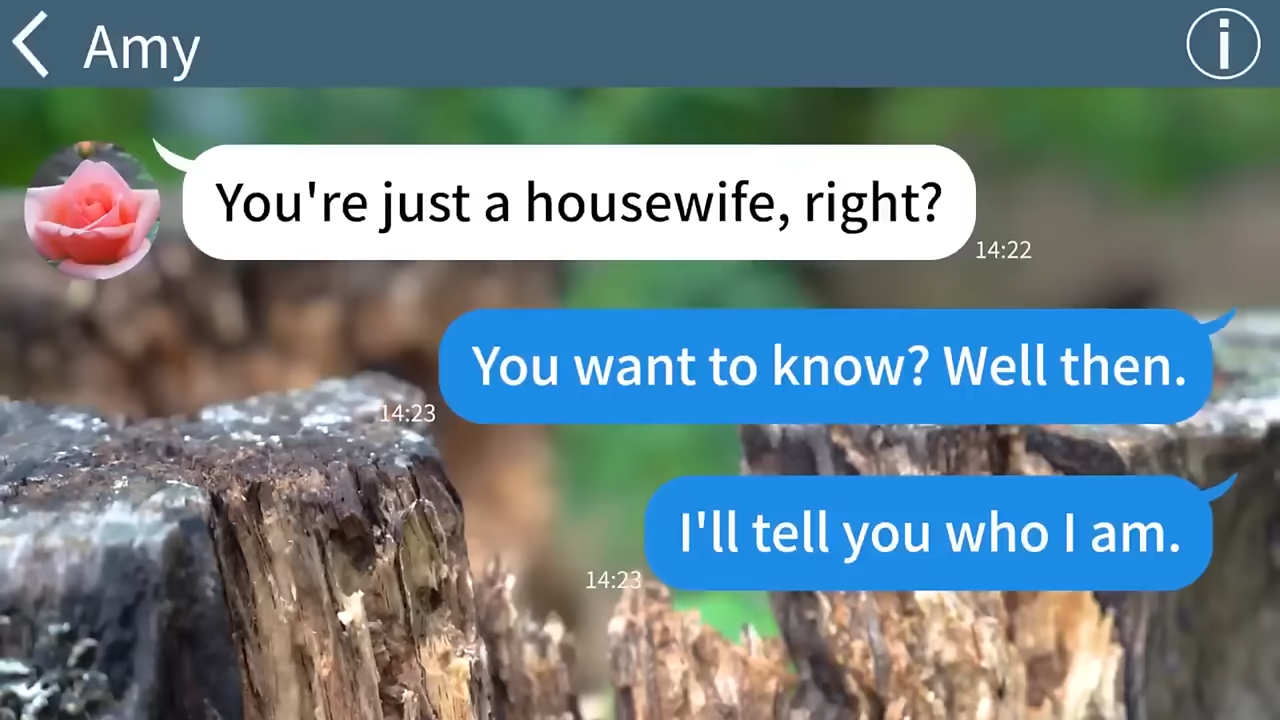 Amy
You're just a housewife, right?
14:22
You want to know? Well then.
14:23
I'll tell you who I am.
14:23